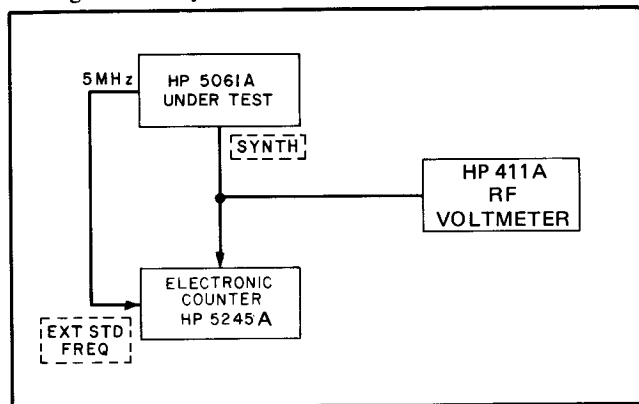 5MHz
HP 5061A
UNDER TEST
SYNTH
HP 411A
RF
VOLTMETER
ELECTRONIC
COUNTER
HP 5245A
EXT STD
FREQ